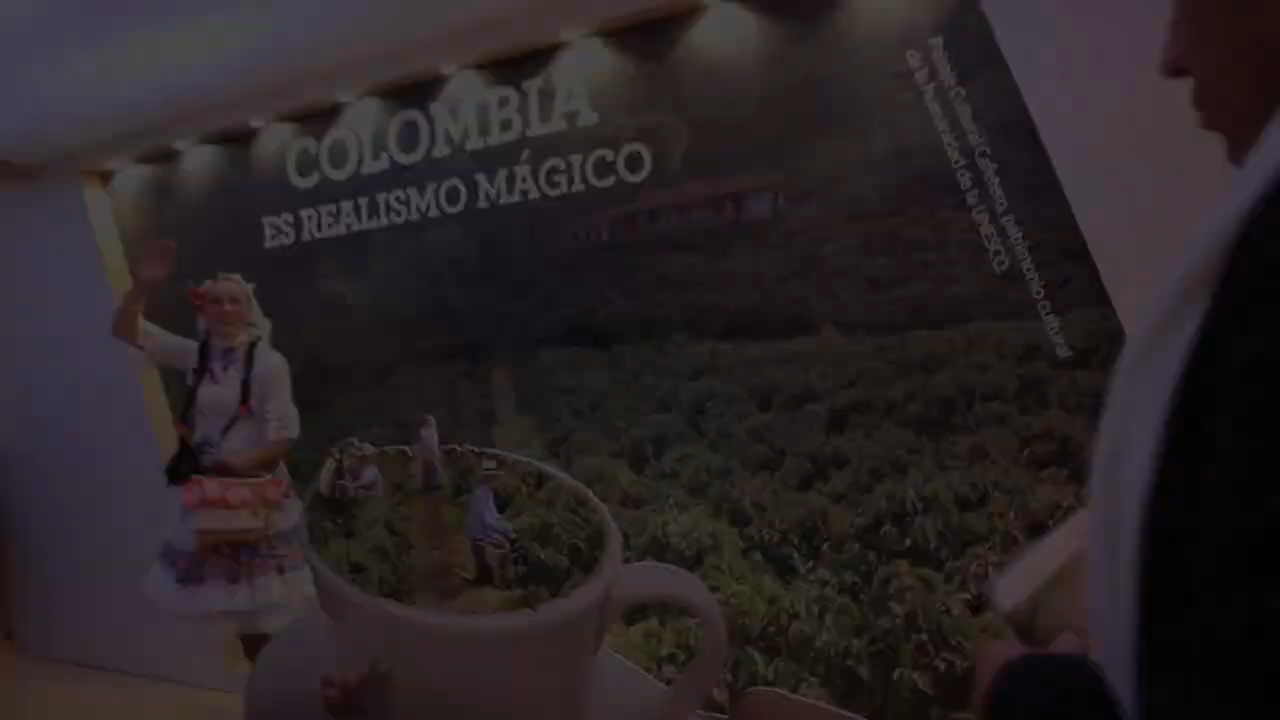 COLOMBIA
ES REALISMO MÁGICO
Paisaje Cultural Cafetero, patrimonio cultural
de la Humanidad de la UNESCO.